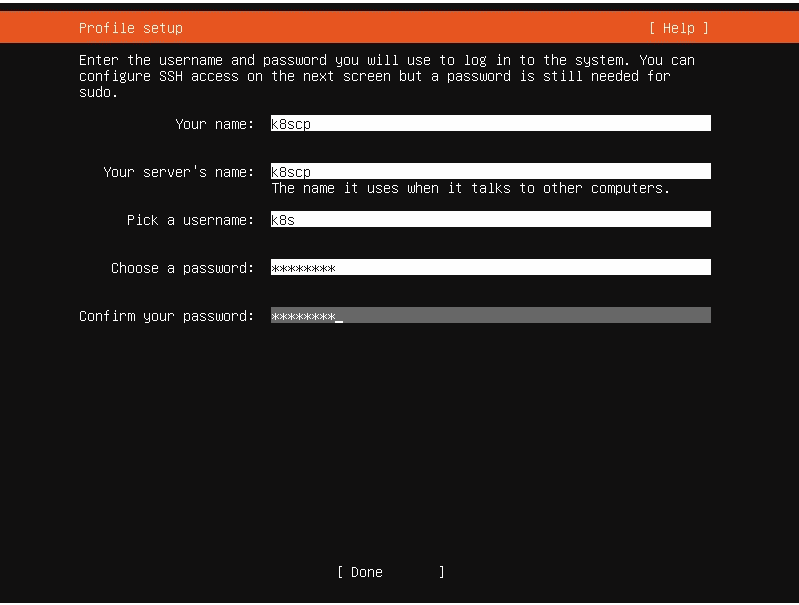 Profile setup [ Help ]
Enter the username and password you will use to log in to the system. You can
configure SSH access on the next screen but a password is still needed for
sudo.
Your name: k8scp
Your server's name: k8scp
The name it uses when it talks to other computers.
Pick a username: k8s
Choose a password: ********
Confirm your password: ********_
[ Done ]